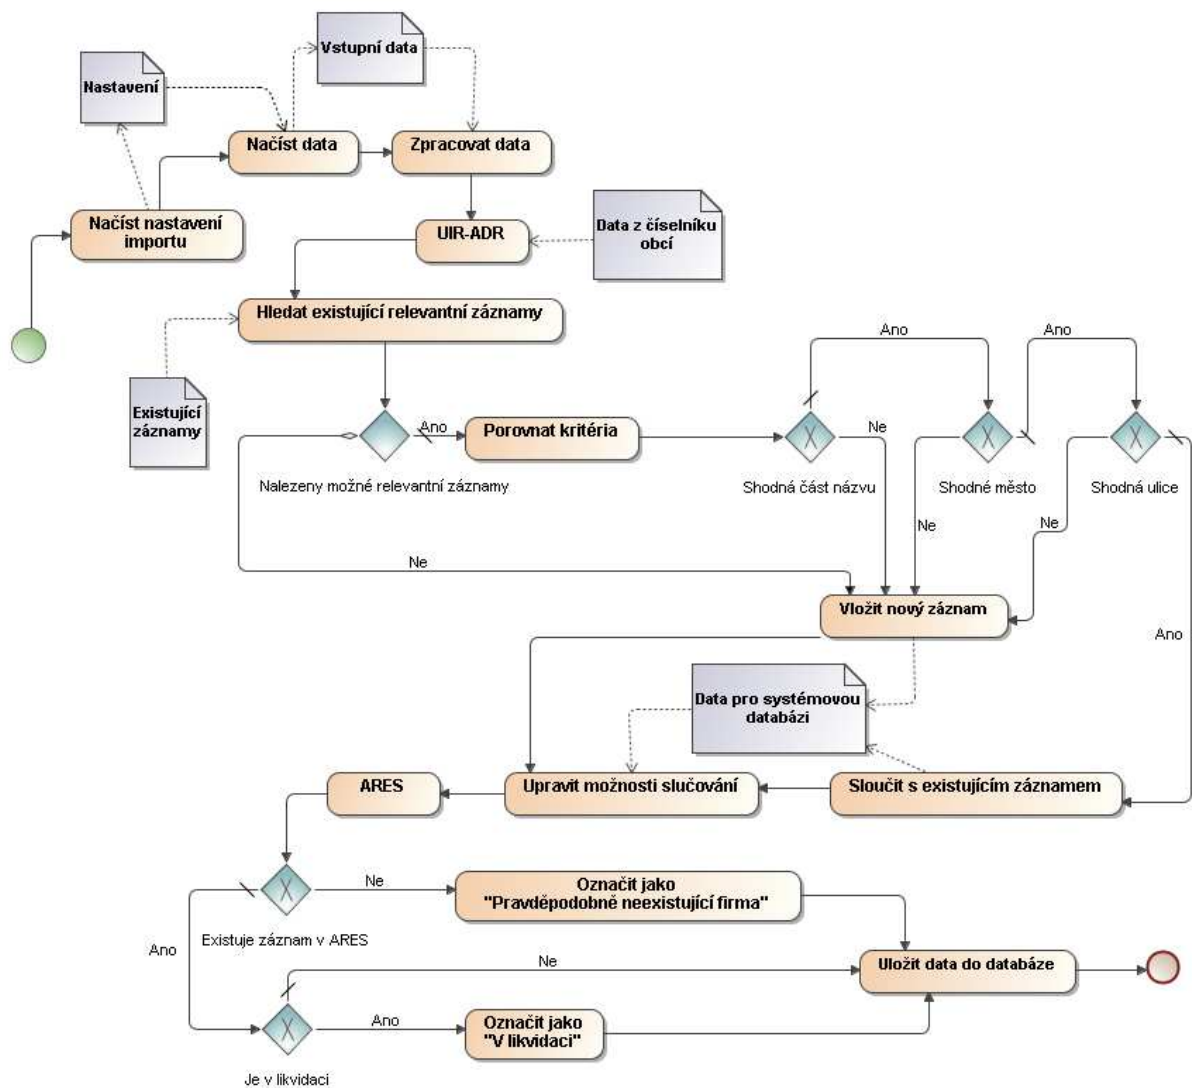 Vstupní data
Nastavení
Načíst data
Zpracovat data
Načíst nastavení
importu
UIR-ADR
Data z číselníku
obcí
Hledat existující relevantní záznamy
Ano
Ano
Existující
záznamy
Ano
Porovnat kritéria
Ne
Nalezeny možné relevantní záznamy
Shodná část názvu
Shodné město
Shodná ulice
Ne
Ne
Ne
Vložit nový záznam
Ano
Data pro systémovou
databázi
ARES
Upravit možnosti slučování
Sloučit s existujícím záznamem
Ne
Označit jako
"Pravděpodobně neexistující firma"
Existuje záznam v ARES
Ano
Ne
Uložit data do databáze
Ano
Označit jako
"V likvidaci"
Je v likvidaci